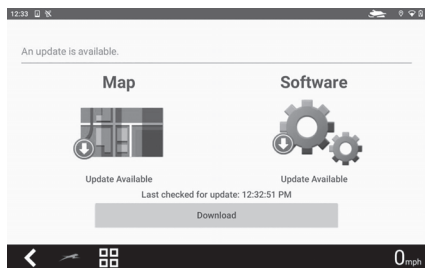 12:33
An update is available.
Map Software
Update Available Update Available
Last checked for update: 12:32:51 PM
Download
0mph